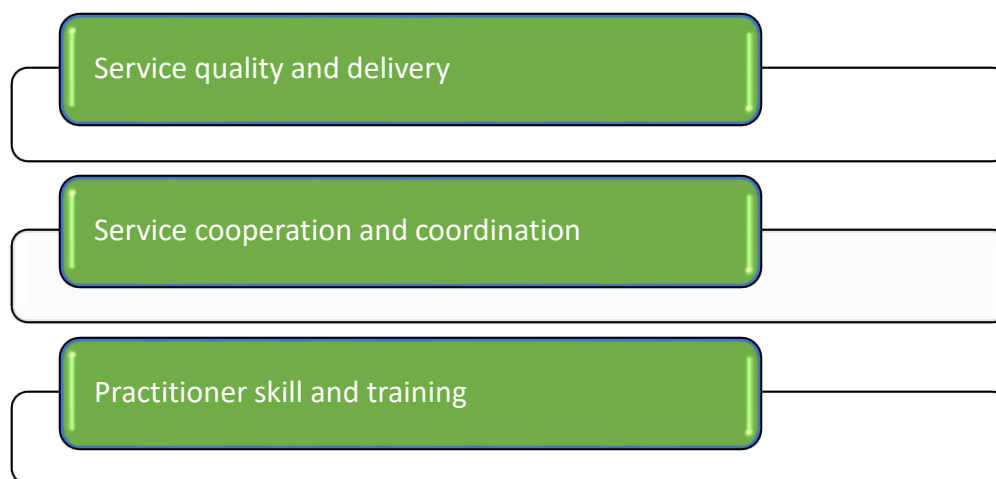 Service quality and delivery
Service cooperation and coordination
Practitioner skill and training